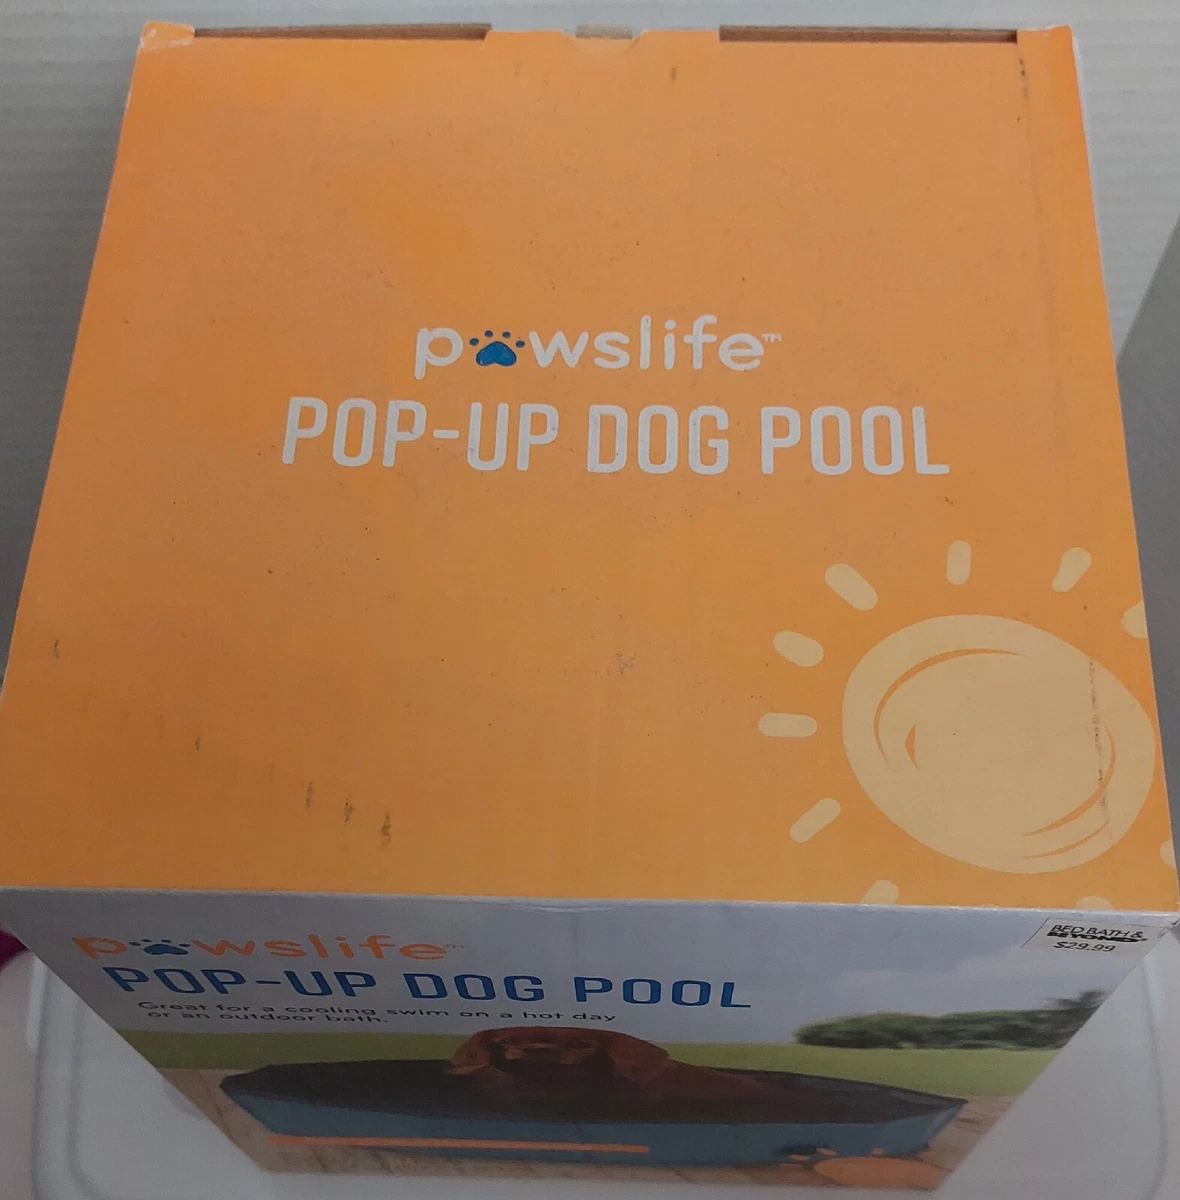 pawslife™
POP-UP DOG POOL
pawslife™
POP-UP DOG POOL
Great for a cooling swim on a hot day
or an outdoor bath.
BED BATH &
BEYOND®
$29.99